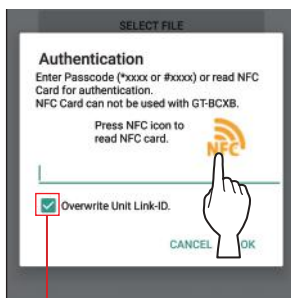 SELECT FILE
Authentication
Enter Passcode (*xxxx or #xxxx) or read NFC
Card for authentication.
NFC Card can not be used with GT-BCXB.
Press NFC icon to
read NFC card.
NFC
Overwrite Unit Link-ID.
CANCEL OK